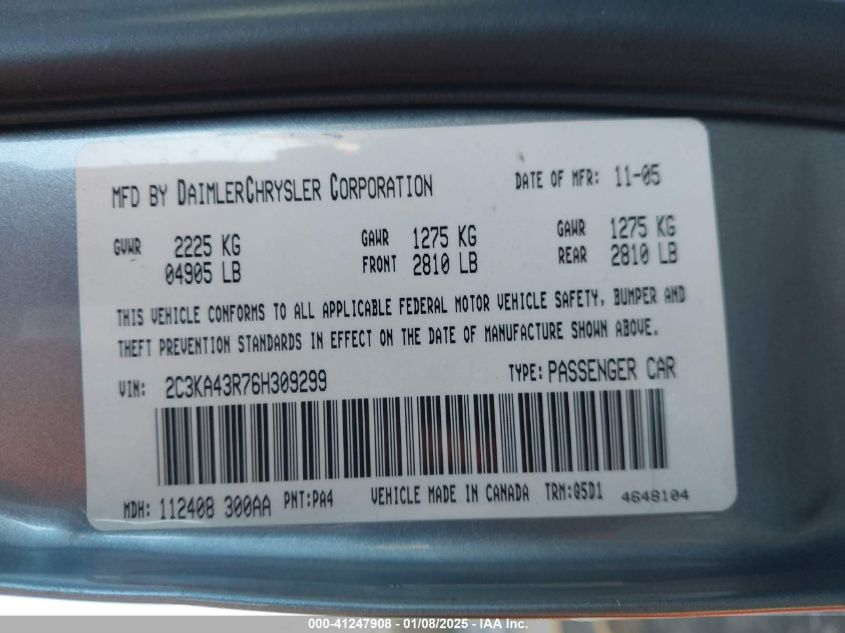 MFD BY DAIMLERCHRYSLER CORPORATION DATE OF MFR: 11-05
GVWR 2225 KG GAWR 1275 KG GAWR 1275 KG
04905 LB FRONT 2810 LB REAR 2810 LB
THIS VEHICLE CONFORMS TO ALL APPLICABLE FEDERAL MOTOR VEHICLE SAFETY, BUMPER AND
THEFT PREVENTION STANDARDS IN EFFECT ON THE DATE OF MANUFACTURE SHOWN ABOVE.
VIN: 2C3KA43R76H309299 TYPE: PASSENGER CAR
MDH: 112408 300AA PNT:PA4 VEHICLE MADE IN CANADA TRM:Q5D1 4648104
000-41247908 - 01/08/2025 - IAA Inc.